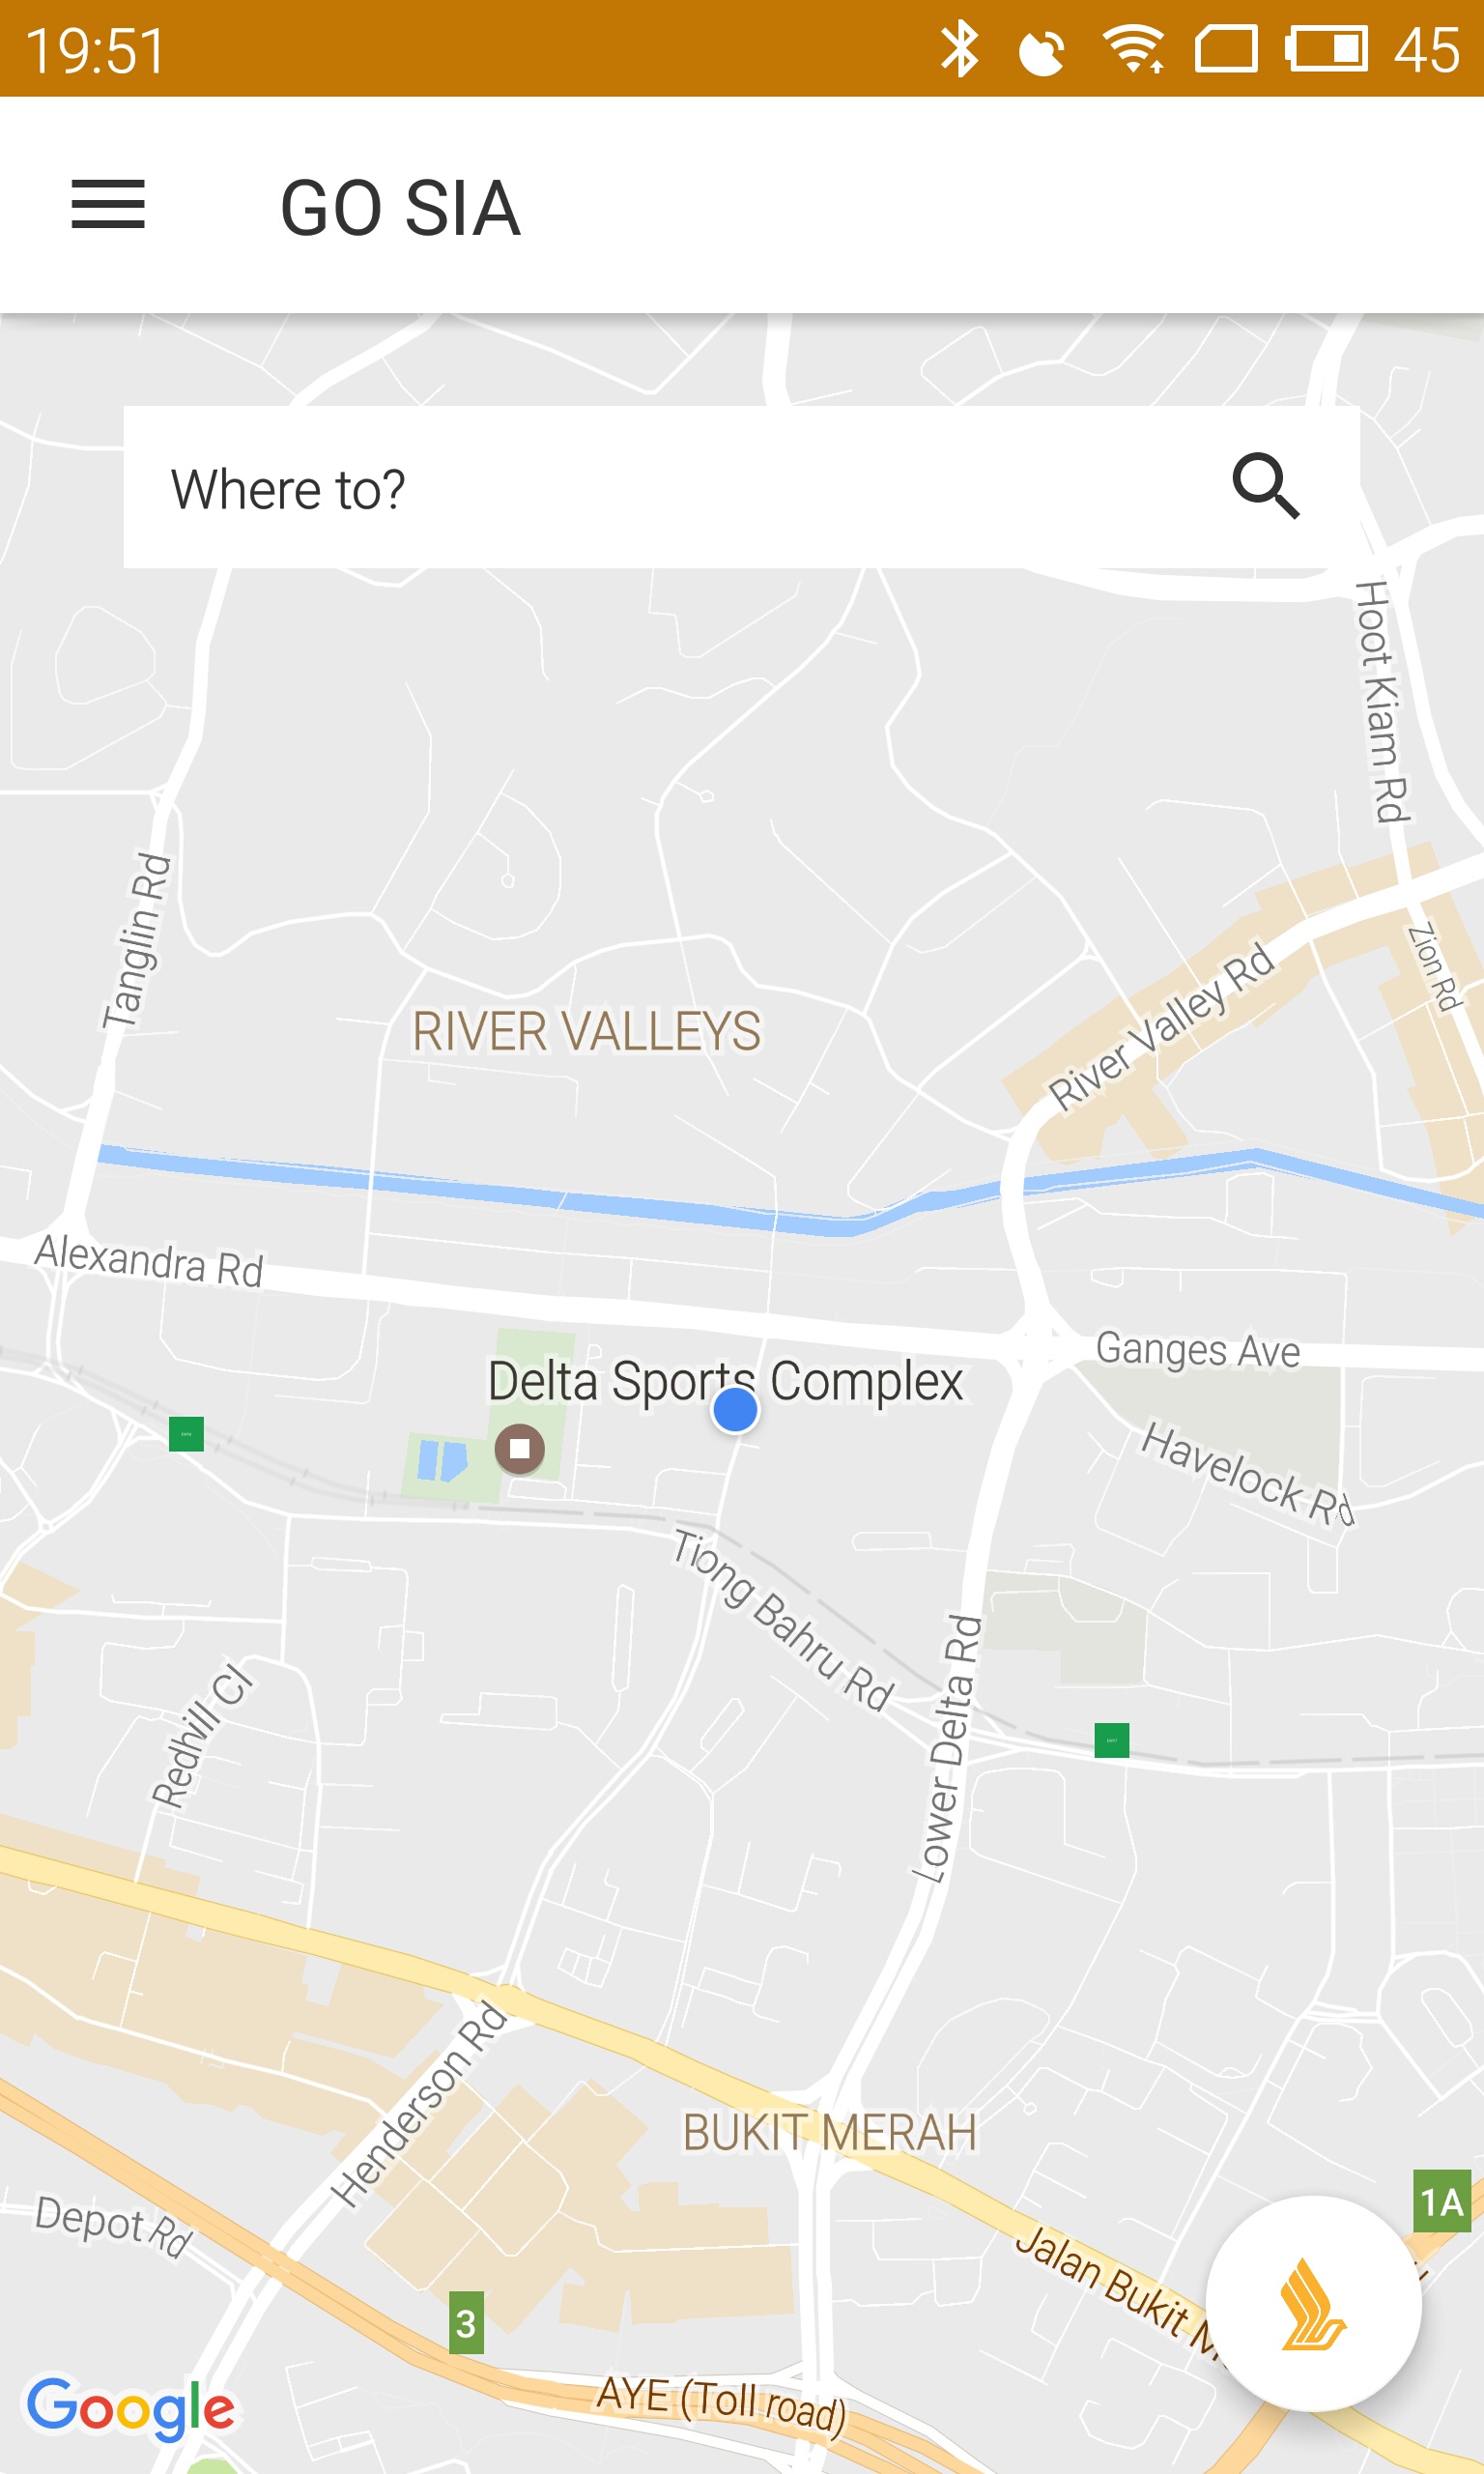 19:51 45
GO SIA
Where to?
Hoot Kiam Rd
Tanglin Rd
Zion Rd
River Valley Rd
RIVER VALLEYS
Alexandra Rd
Ganges Ave
Delta Sports Complex
Havelock Rd
Tiong Bahru Rd
Lower Delta Rd
Redhill Cl
Henderson Rd
BUKIT MERAH
1A
Depot Rd
Jalan Bukit M
3
AYE (Toll road)
Google